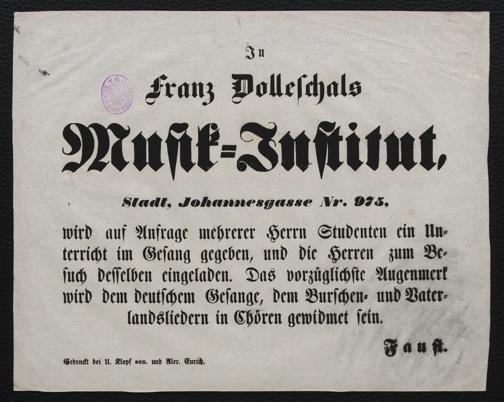 In
Franz Dolleschals
Musik=Institut,
Stadt, Johannesgasse Nr. 975,
wird auf Anfrage mehrerer Herrn Studenten ein Un-
terricht im Gesang gegeben, und die Herren zum Be-
such desselben eingeladen. Das vorzüglichste Augenmerk
wird dem deutschem Gesange, dem Burschen- und Vater-
landsliedern in Chören gewidmet sein.
Faust.
Gedruckt bei U. Klopf sen. und Alex. Eurich.